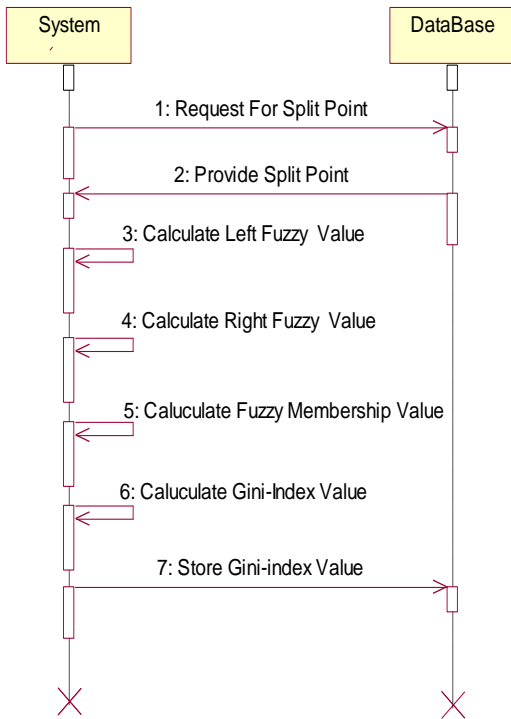 System
DataBase
1: Request For Split Point
2: Provide Split Point
3: Calculate Left Fuzzy Value
4: Calculate Right Fuzzy Value
5: Caluculate Fuzzy Membership Value
6: Caluculate Gini-Index Value
7: Store Gini-index Value